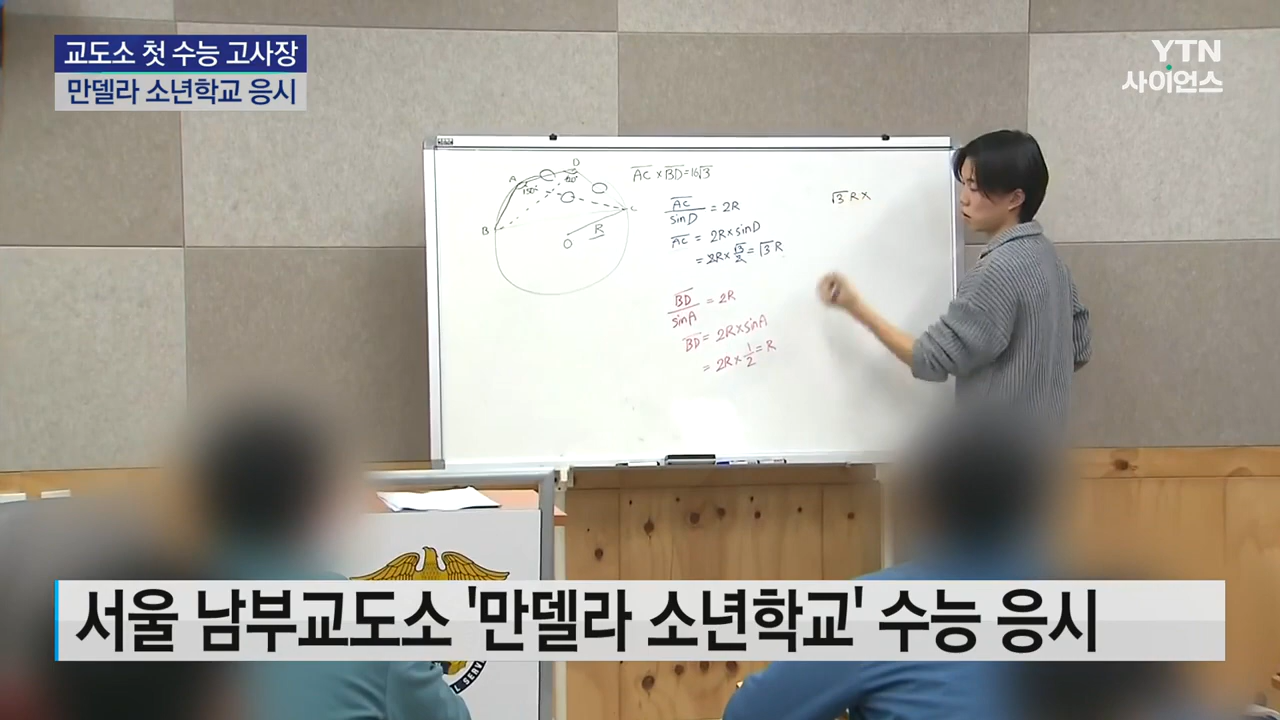 교도소 첫 수능 고사장
만델라 소년학교 응시
YTN
사이언스
A
D
150°
60°
B
C
O
R
AC × BD = 16√3
AC / sinD = 2R
AC = 2R × sinD
= 2R × √3/2 = √3 R
BD / sinA = 2R
BD = 2R × sinA
= 2R × 1/2 = R
√3 R ×
서울 남부교도소 '만델라 소년학교' 수능 응시